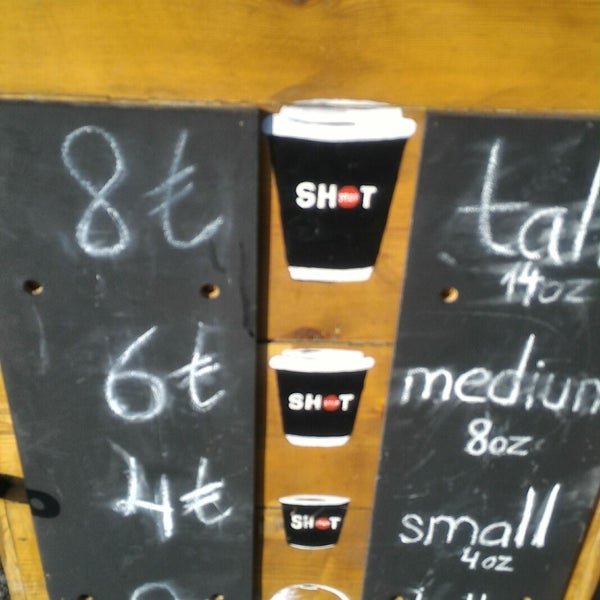 8 ₺
SHOT
tall
14oz
6 ₺
SHOT
medium
8oz
4 ₺
SHOT
small
4oz